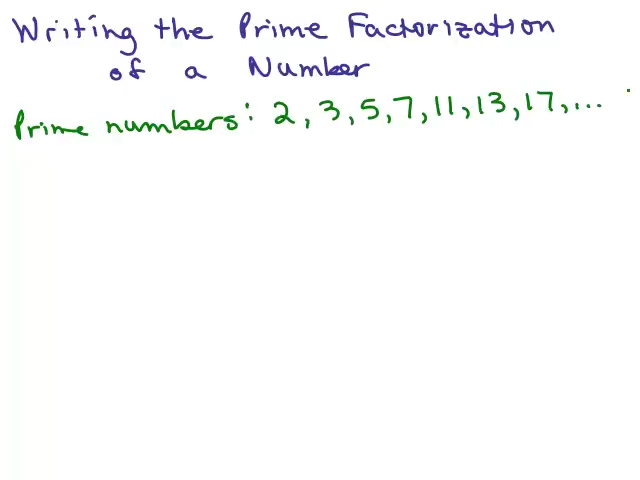 Writing the Prime Factorization
of a Number
Prime numbers: 2, 3, 5, 7, 11, 13, 17, ...